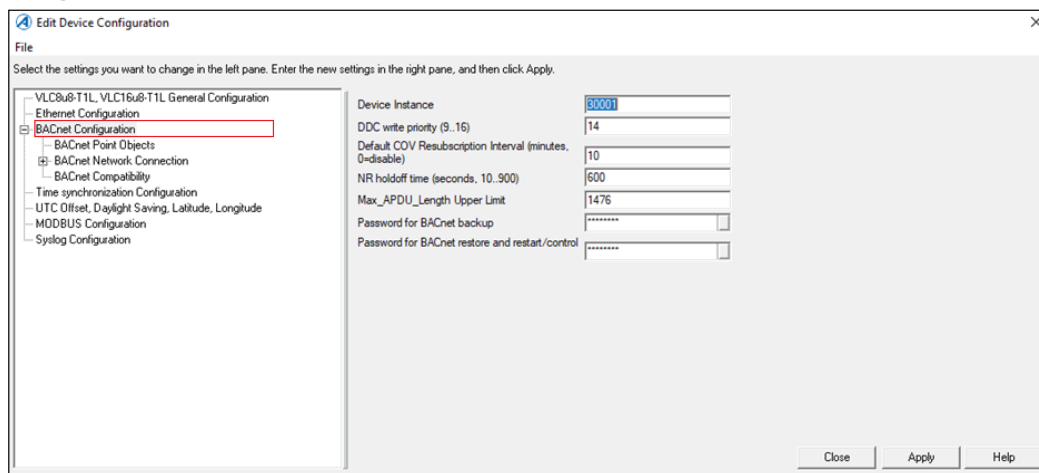 Edit Device Configuration
File
Select the settings you want to change in the left pane. Enter the new settings in the right pane, and then click Apply.
VLC8u8-T1L, VLC16u8-T1L General Configuration
Ethernet Configuration
BACnet Configuration
BACnet Point Objects
BACnet Network Connection
BACnet Compatibility
Time synchronization Configuration
UTC Offset, Daylight Saving, Latitude, Longitude
MODBUS Configuration
Syslog Configuration
Device Instance 30001
DDC write priority (9..16) 14
Default COV Resubscription Interval (minutes,
0=disable) 10
NR holdoff time (seconds, 10..900) 600
Max_APDU_Length Upper Limit 1476
Password for BACnet backup ********
Password for BACnet restore and restart/control ********
Close Apply Help